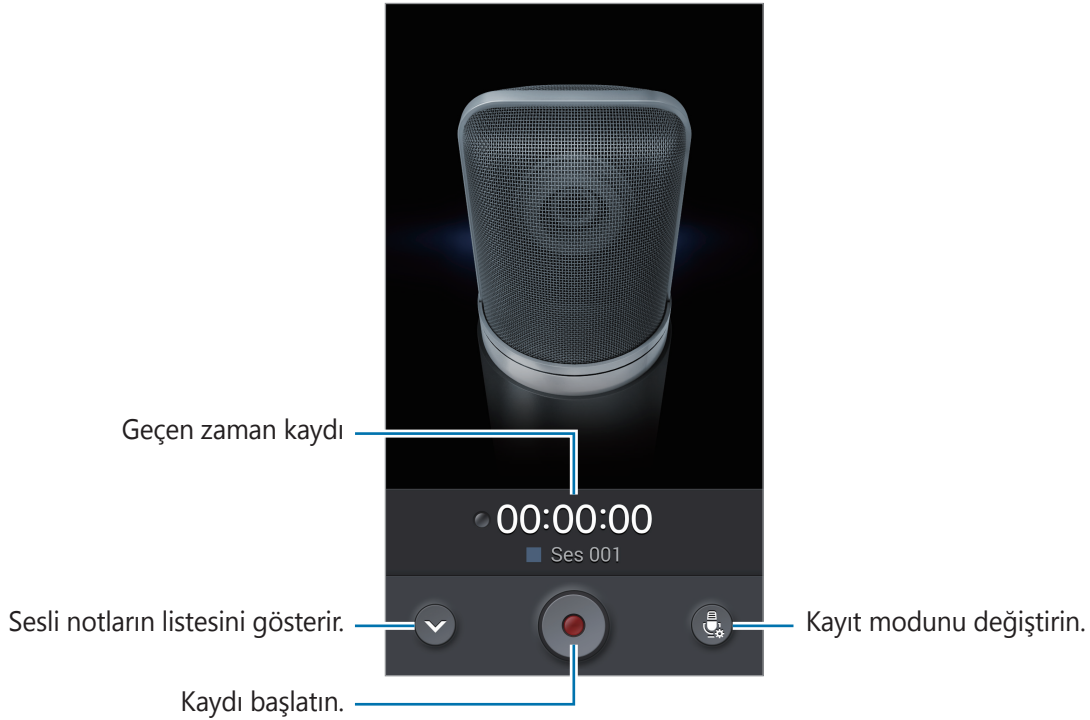 Geçen zaman kaydı
00:00:00
Ses 001
Sesli notların listesini gösterir.
Kayıt modunu değiştirin.
Kaydı başlatın.